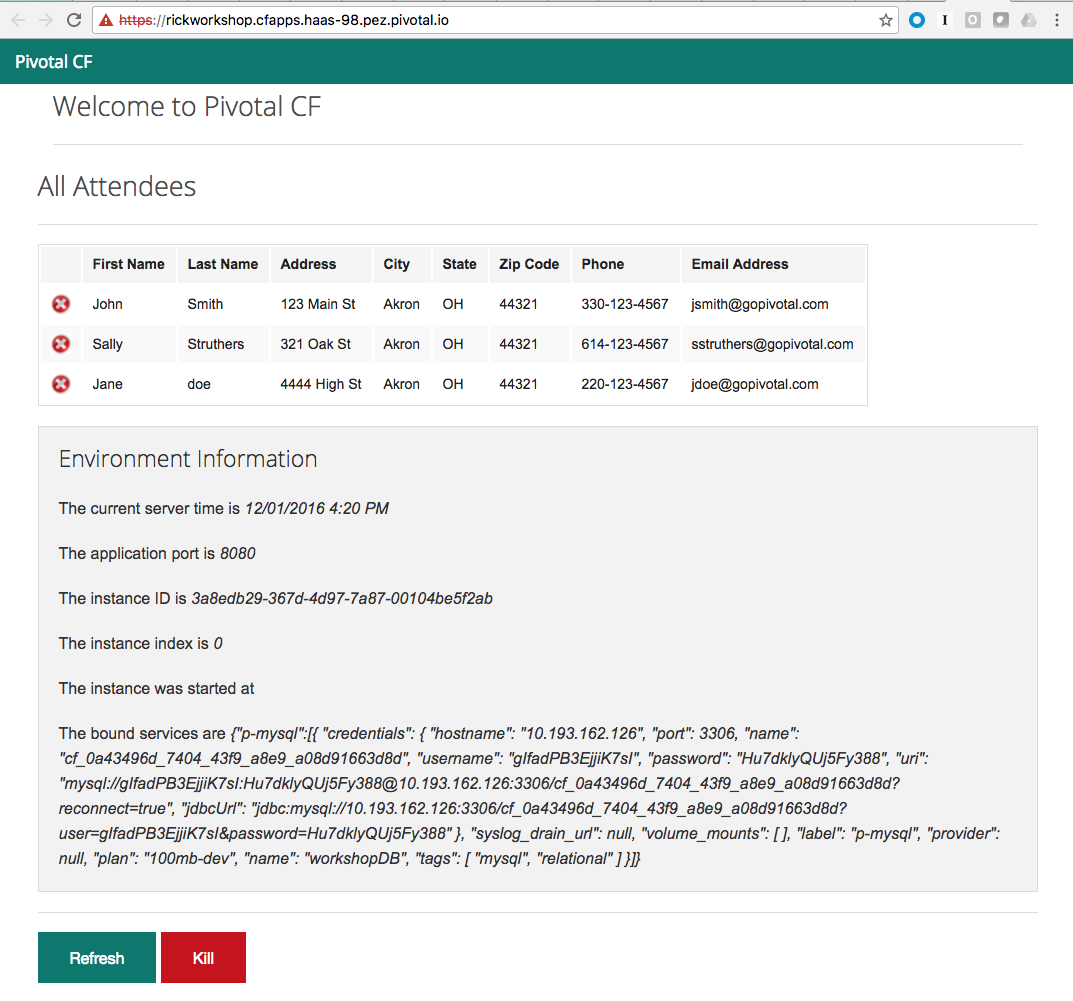 https://rickworkshop.cfapps.haas-98.pez.pivotal.io
Pivotal CF
Welcome to Pivotal CF
All Attendees
First Name Last Name Address City State Zip Code Phone Email Address
John Smith 123 Main St Akron OH 44321 330-123-4567 jsmith@gopivotal.com
Sally Struthers 321 Oak St Akron OH 44321 614-123-4567 sstruthers@gopivotal.com
Jane doe 4444 High St Akron OH 44321 220-123-4567 jdoe@gopivotal.com
Environment Information
The current server time is 12/01/2016 4:20 PM
The application port is 8080
The instance ID is 3a8edb29-367d-4d97-7a87-00104be5f2ab
The instance index is 0
The instance was started at
The bound services are {"p-mysql":[{ "credentials": { "hostname": "10.193.162.126", "port": 3306, "name":
"cf_0a43496d_7404_43f9_a8e9_a08d91663d8d", "username": "gIfadPB3EjjiK7sI", "password": "Hu7dklyQUj5Fy388", "uri":
"mysql://gIfadPB3EjjiK7sI:Hu7dklyQUj5Fy388@10.193.162.126:3306/cf_0a43496d_7404_43f9_a8e9_a08d91663d8d?
reconnect=true", "jdbcUrl": "jdbc:mysql://10.193.162.126:3306/cf_0a43496d_7404_43f9_a8e9_a08d91663d8d?
user=gIfadPB3EjjiK7sI&password=Hu7dklyQUj5Fy388" }, "syslog_drain_url": null, "volume_mounts": [ ], "label": "p-mysql", "provider":
null, "plan": "100mb-dev", "name": "workshopDB", "tags": [ "mysql", "relational" ] }]}
Refresh Kill